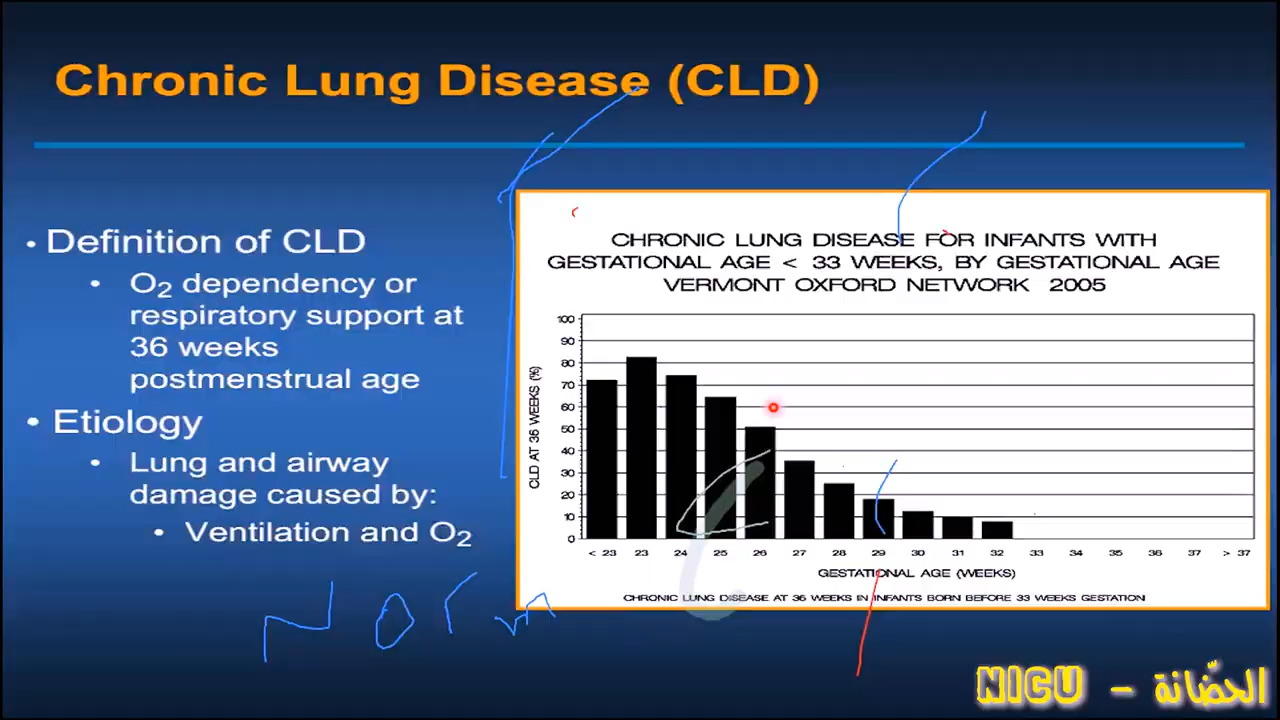 Chronic Lung Disease (CLD)
• Definition of CLD
• O₂ dependency or
respiratory support at
36 weeks
postmenstrual age
• Etiology
• Lung and airway
damage caused by:
• Ventilation and O₂
CHRONIC LUNG DISEASE FOR INFANTS WITH
GESTATIONAL AGE < 33 WEEKS, BY GESTATIONAL AGE
VERMONT OXFORD NETWORK 2005
CLD AT 36 WEEKS (%)
100
90
80
70
60
50
40
30
20
10
0
< 23 23 24 25 26 27 28 29 30 31 32 33 34 35 36 37 > 37
GESTATIONAL AGE (WEEKS)
CHRONIC LUNG DISEASE AT 36 WEEKS IN INFANTS BORN BEFORE 33 WEEKS GESTATION
Norm
NICU - الحضّانة